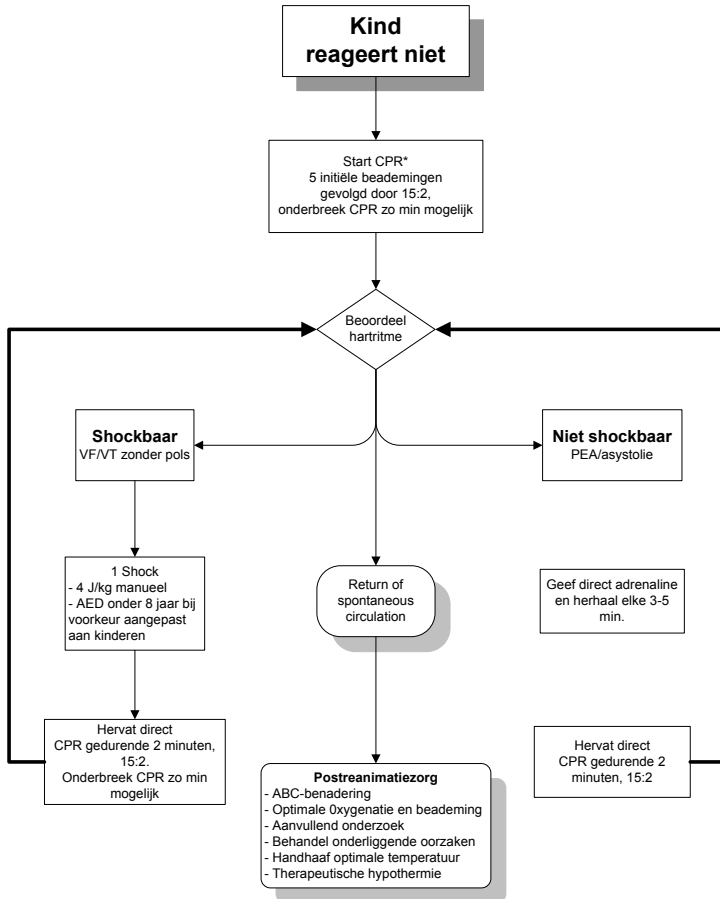 Kind
reageert niet
Start CPR*
5 initiële beademingen
gevolgd door 15:2,
onderbreek CPR zo min mogelijk
Beoordeel
hartritme
Shockbaar
VF/VT zonder pols
Niet shockbaar
PEA/asystolie
1 Shock
- 4 J/kg manueel
- AED onder 8 jaar bij
voorkeur aangepast
aan kinderen
Return of
spontaneous
circulation
Geef direct adrenaline
en herhaal elke 3-5
min.
Hervat direct
CPR gedurende 2 minuten,
15:2.
Onderbreek CPR zo min
mogelijk
Postreanimatiezorg
- ABC-benadering
- Optimale 0xygenatie en beademing
- Aanvullend onderzoek
- Behandel onderliggende oorzaken
- Handhaaf optimale temperatuur
- Therapeutische hypothermie
Hervat direct
CPR gedurende 2
minuten, 15:2